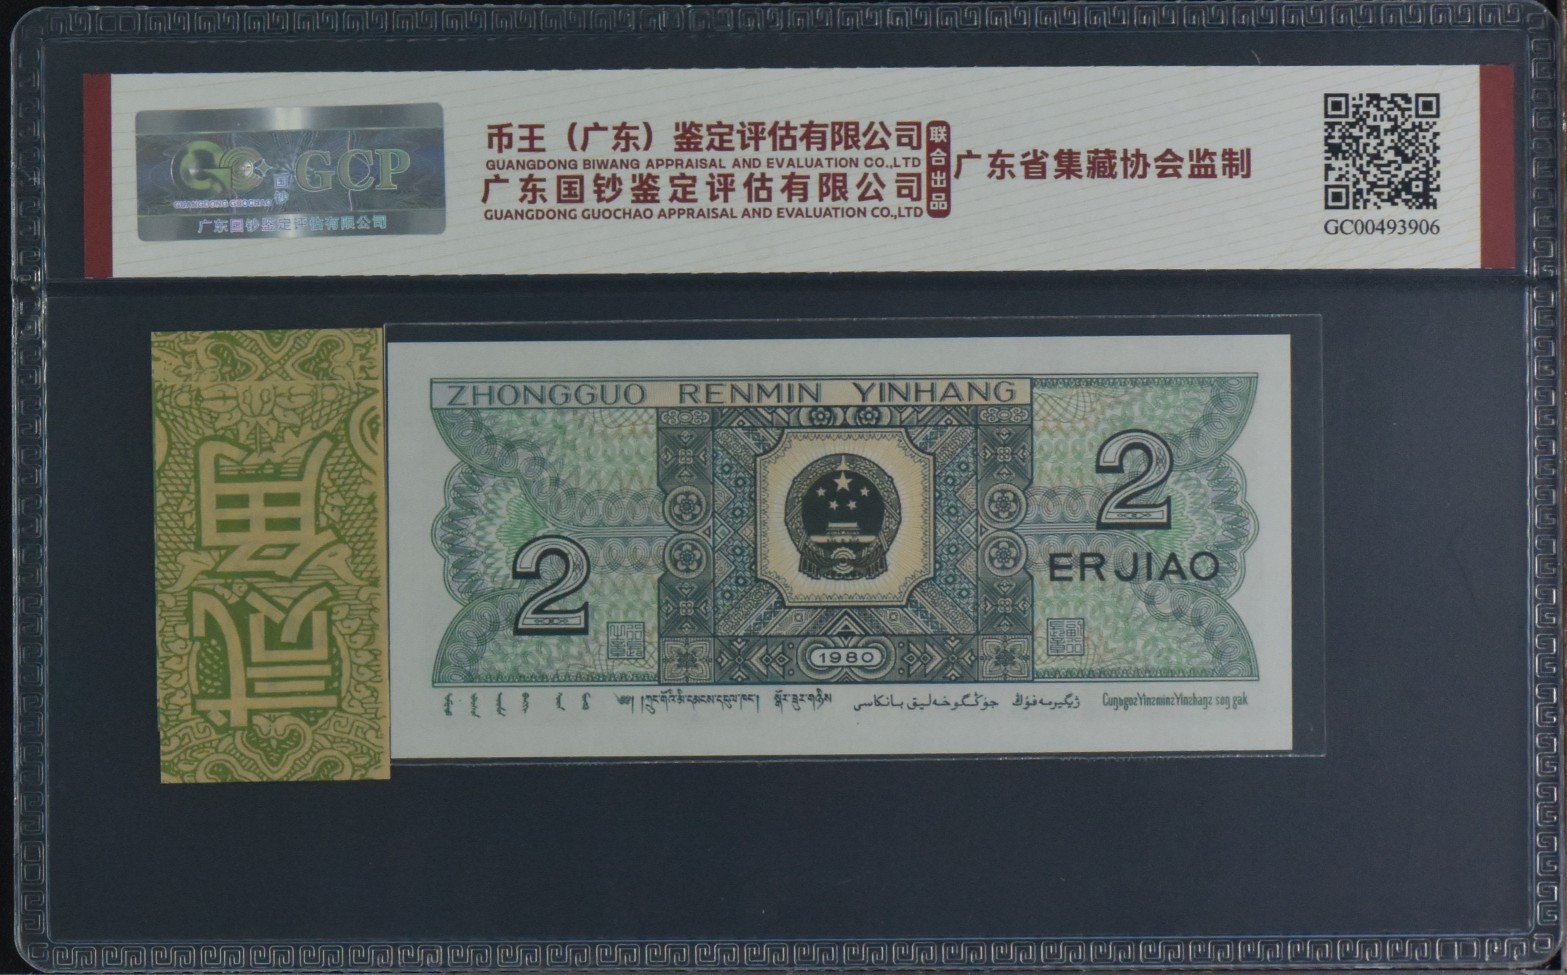 GCP
国钞
GUANGDONG GUOCHAO
广东国钞鉴定评估有限公司
币王（广东）鉴定评估有限公司
GUANGDONG BIWANG APPRAISAL AND EVALUATION CO.,LTD
广东国钞鉴定评估有限公司
GUANGDONG GUOCHAO APPRAISAL AND EVALUATION CO.,LTD
联合出品
广东省集藏协会监制
GC00493906
ZHONGGUO RENMIN YINHANG
2
ERJIAO
2
1980
جۇڭگوخەلىق بانكاسى ژىگىرمەفۇڭ